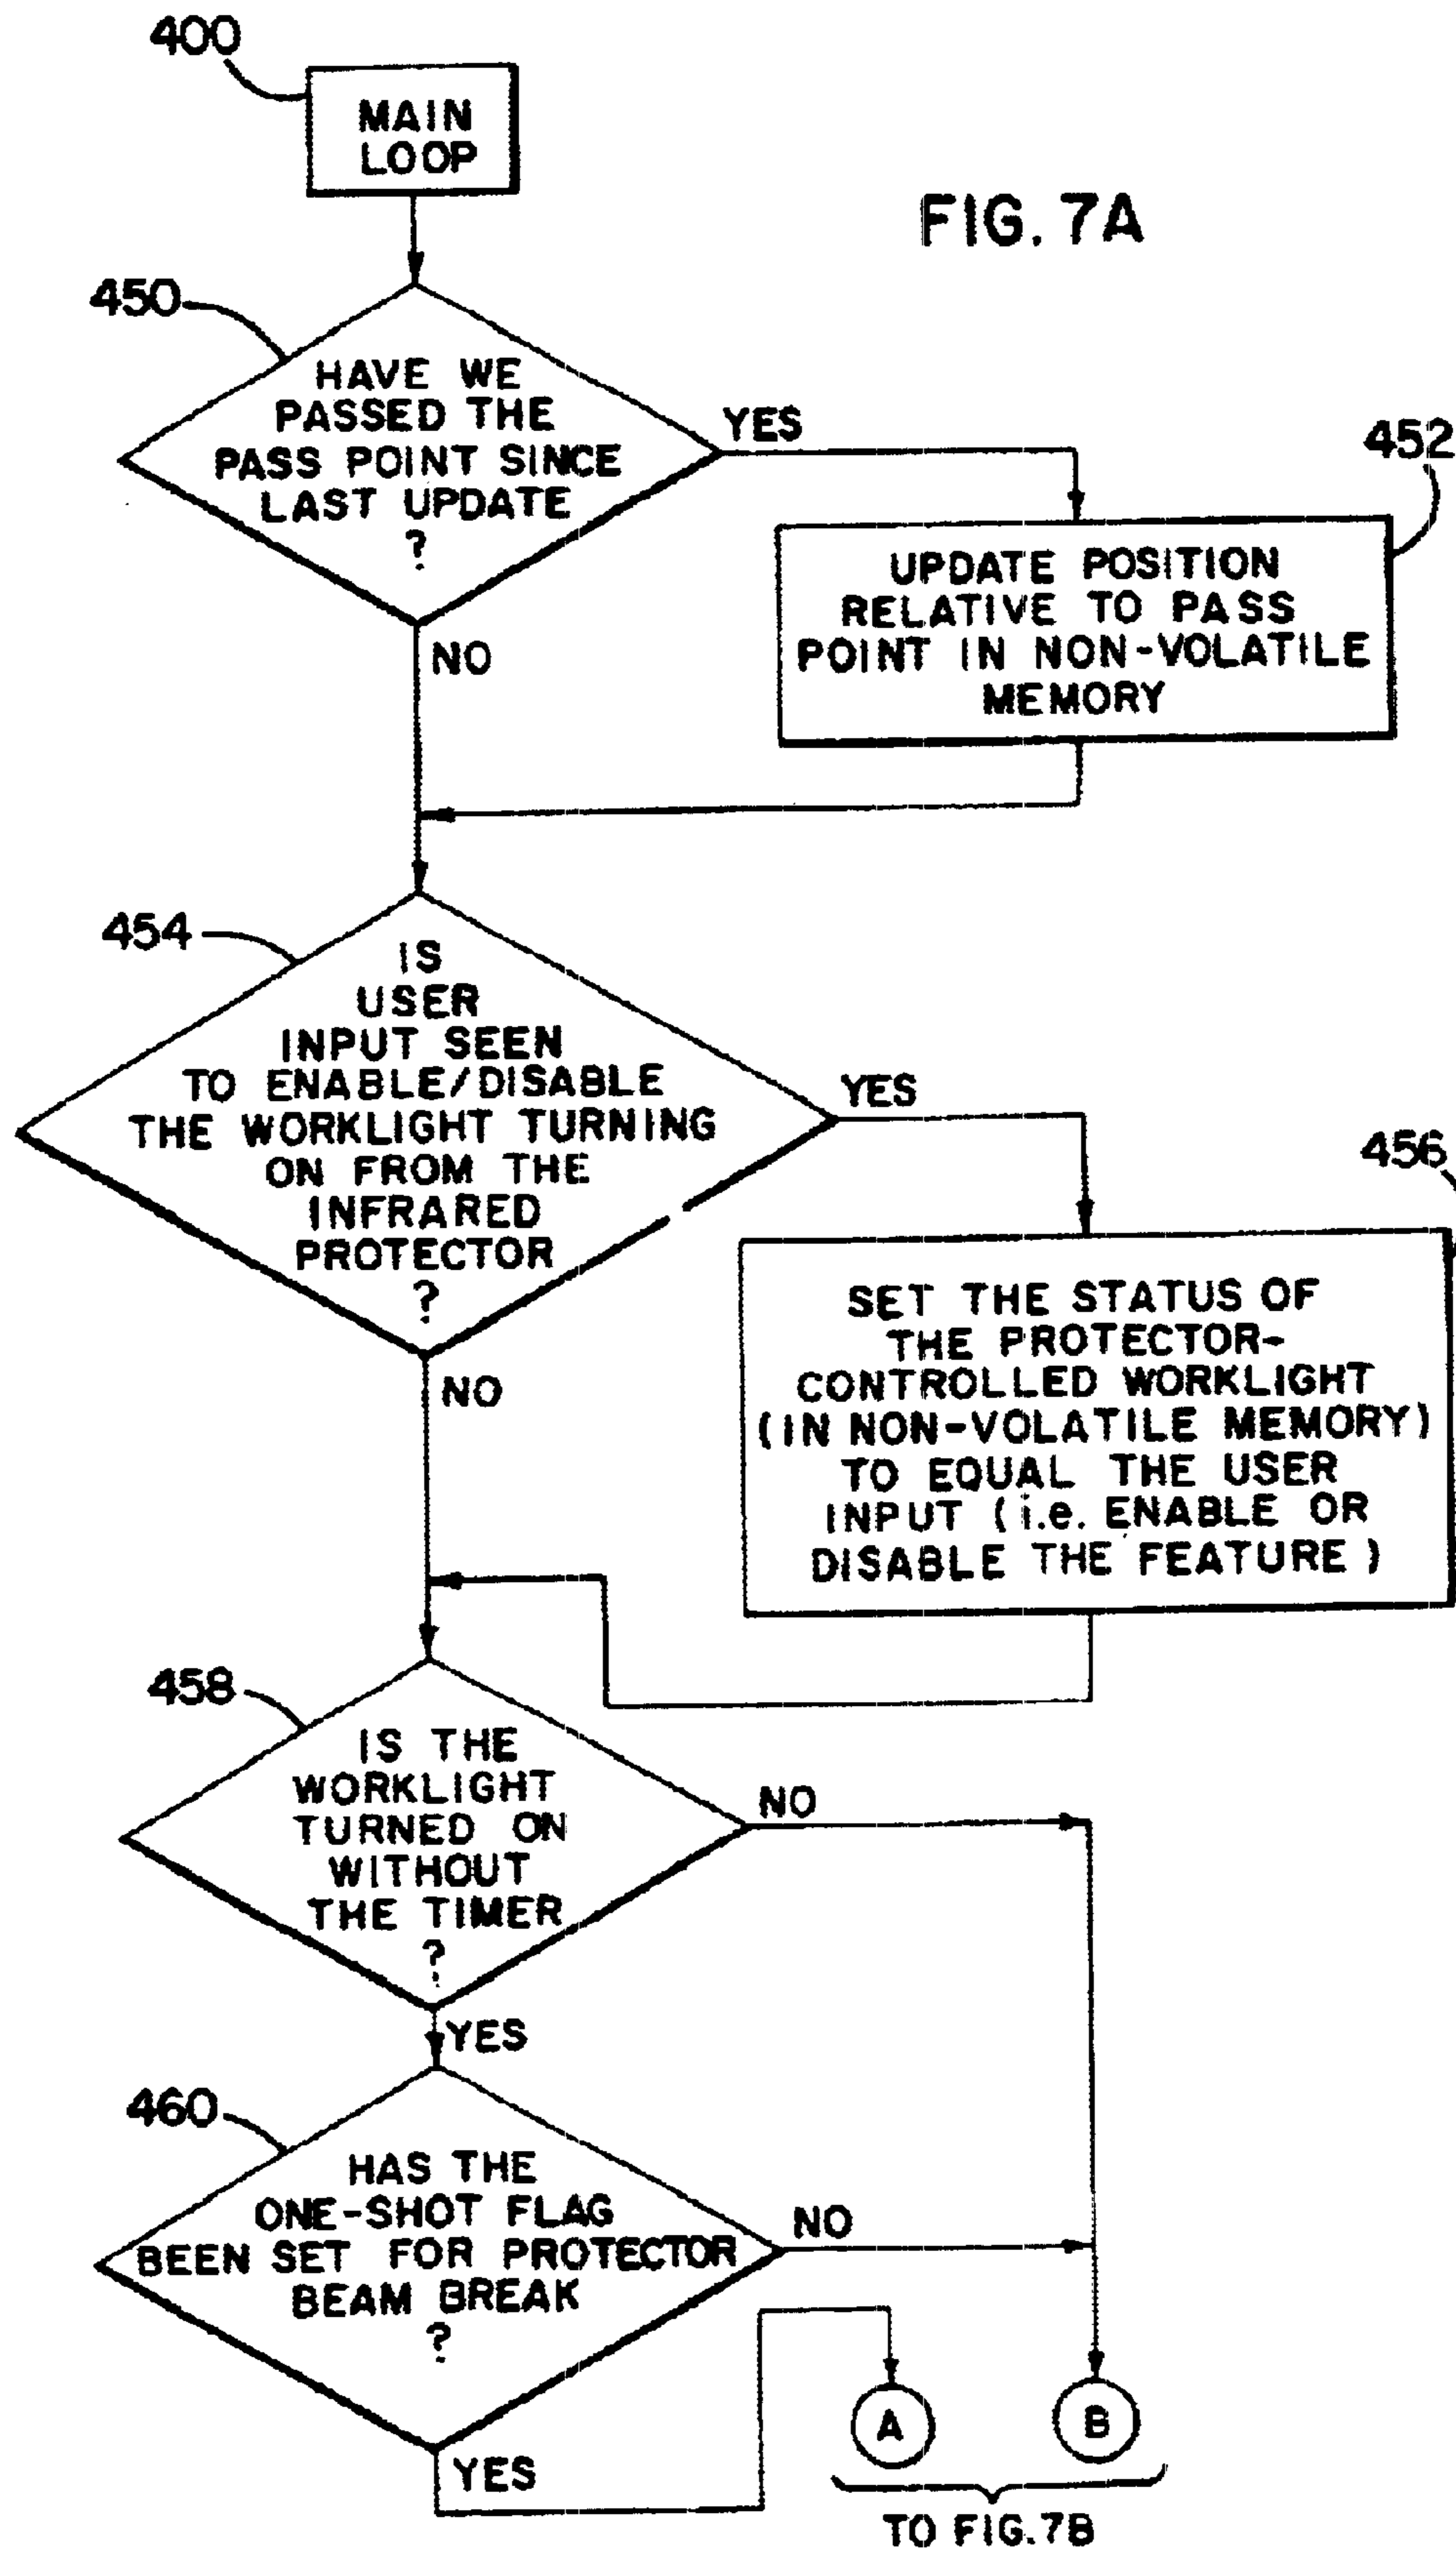 400
MAIN
LOOP
FIG. 7A
450
HAVE WE
PASSED THE
PASS POINT SINCE
LAST UPDATE
?
YES
NO
452
UPDATE POSITION
RELATIVE TO PASS
POINT IN NON-VOLATILE
MEMORY
454
IS
USER
INPUT SEEN
TO ENABLE/DISABLE
THE WORKLIGHT TURNING
ON FROM THE
INFRARED
PROTECTOR
?
YES
NO
456
SET THE STATUS OF
THE PROTECTOR-
CONTROLLED WORKLIGHT
(IN NON-VOLATILE MEMORY)
TO EQUAL THE USER
INPUT (i.e. ENABLE OR
DISABLE THE FEATURE)
458
IS THE
WORKLIGHT
TURNED ON
WITHOUT
THE TIMER
?
NO
YES
460
HAS THE
ONE-SHOT FLAG
BEEN SET FOR PROTECTOR
BEAM BREAK
?
NO
YES
A
B
TO FIG.7B